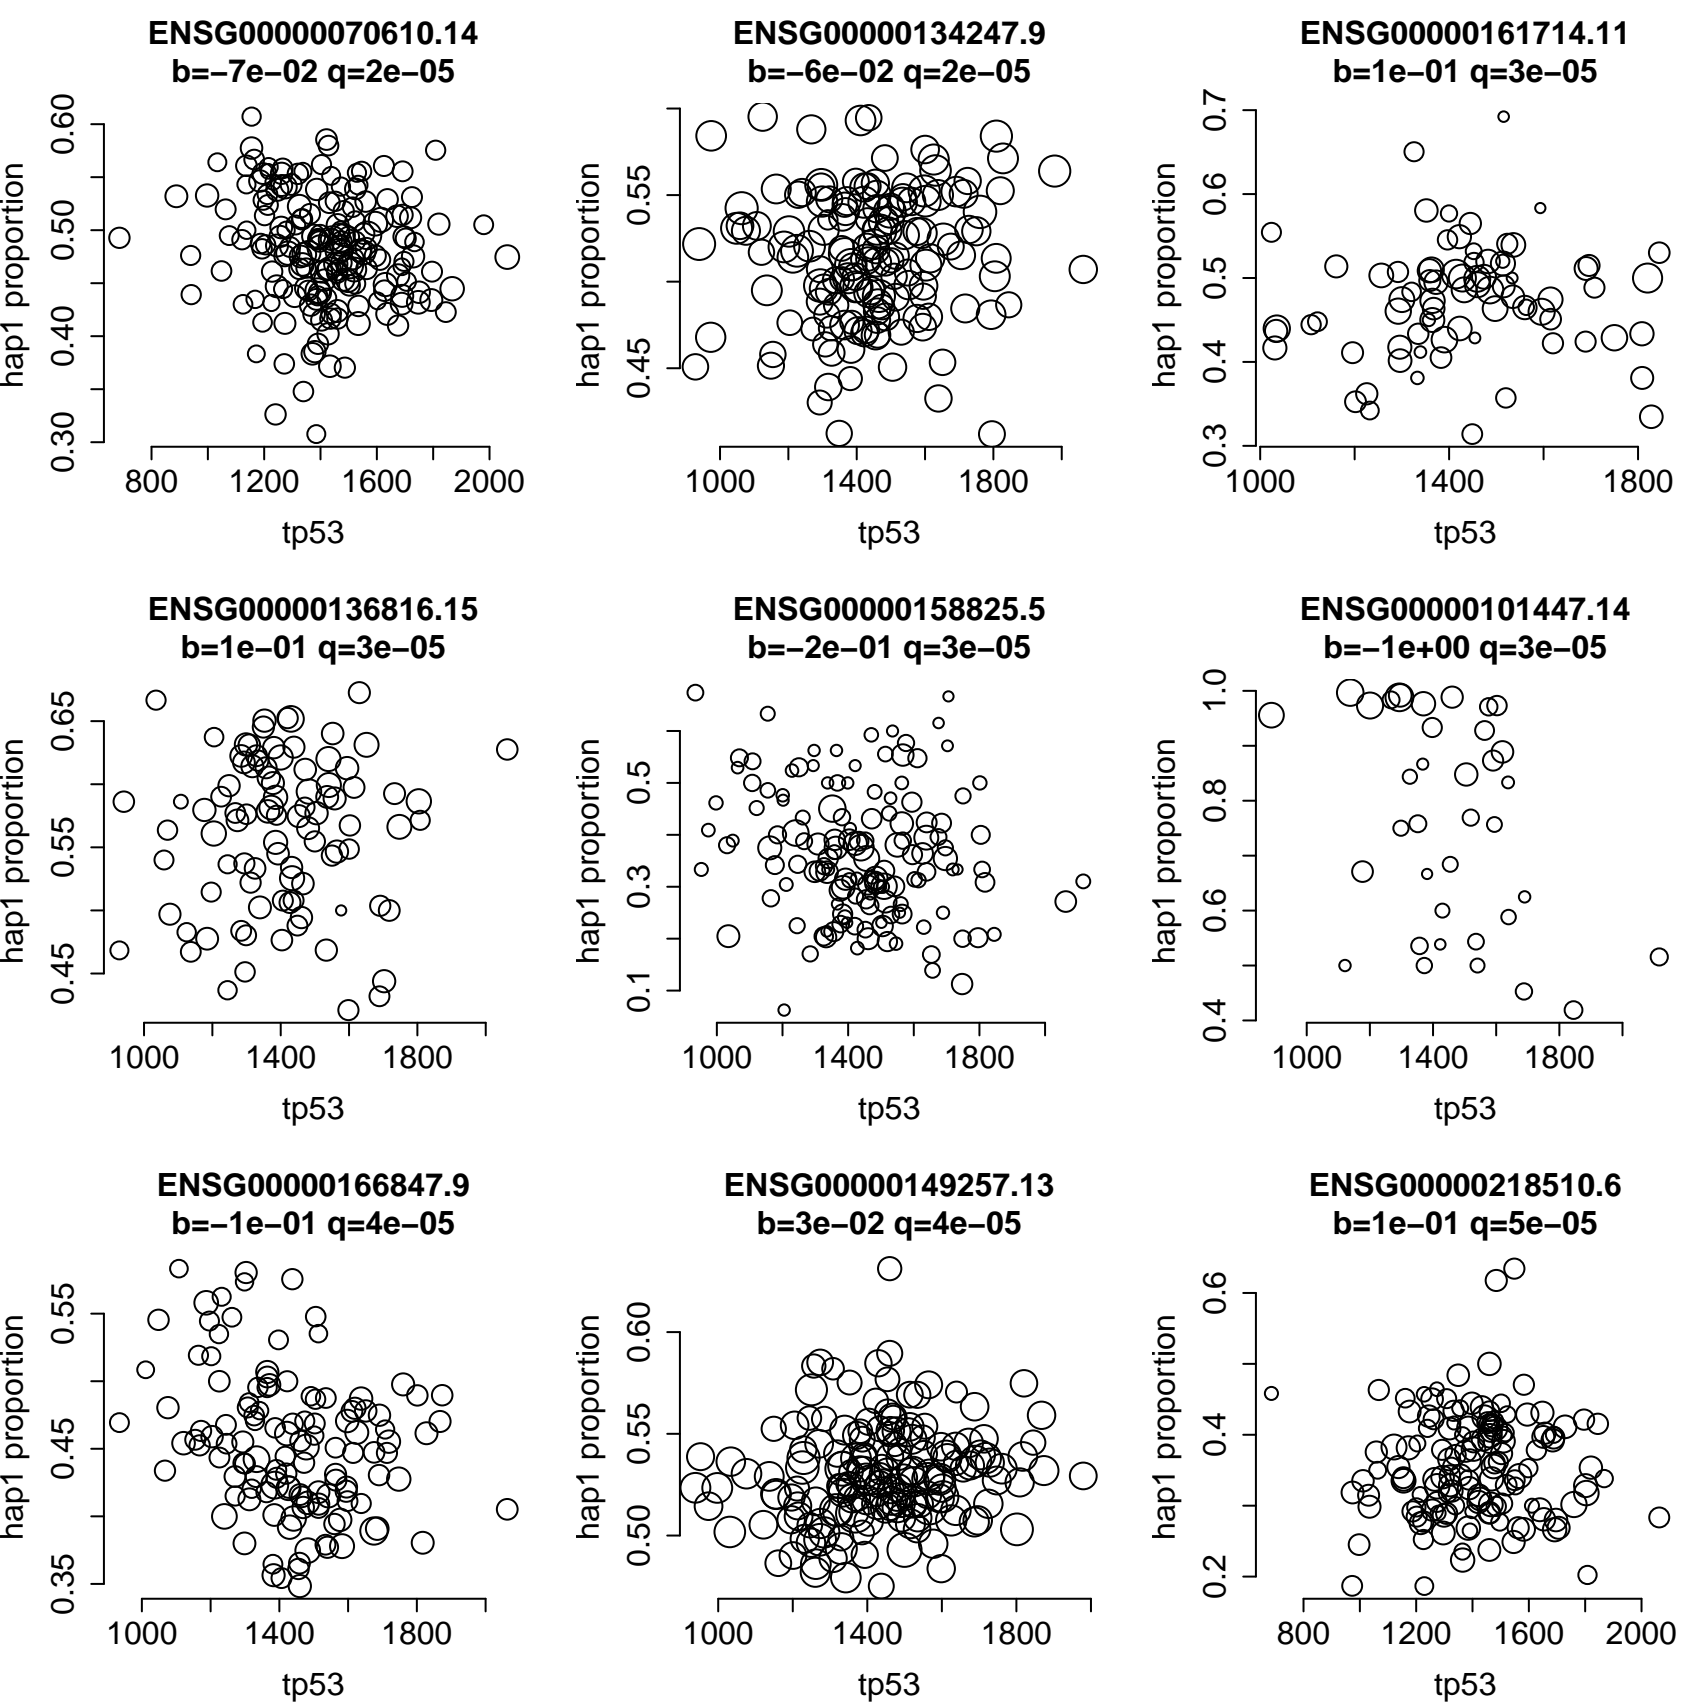 ENSG00000070610.14
b=−7e−02 q=2e−05
hap1 proportion
0.30 0.40 0.50 0.60
800 1200 1600 2000
tp53
ENSG00000134247.9
b=−6e−02 q=2e−05
hap1 proportion
0.45 0.55
1000 1400 1800
tp53
ENSG00000161714.11
b=1e−01 q=3e−05
hap1 proportion
0.3 0.4 0.5 0.6 0.7
1000 1400 1800
tp53
ENSG00000136816.15
b=1e−01 q=3e−05
hap1 proportion
0.45 0.55 0.65
1000 1400 1800
tp53
ENSG00000158825.5
b=−2e−01 q=3e−05
hap1 proportion
0.1 0.3 0.5
1000 1400 1800
tp53
ENSG00000101447.14
b=−1e+00 q=3e−05
hap1 proportion
0.4 0.6 0.8 1.0
1000 1400 1800
tp53
ENSG00000166847.9
b=−1e−01 q=4e−05
hap1 proportion
0.35 0.45 0.55
1000 1400 1800
tp53
ENSG00000149257.13
b=3e−02 q=4e−05
hap1 proportion
0.50 0.55 0.60
1000 1400 1800
tp53
ENSG00000218510.6
b=1e−01 q=5e−05
hap1 proportion
0.2 0.4 0.6
800 1200 1600 2000
tp53